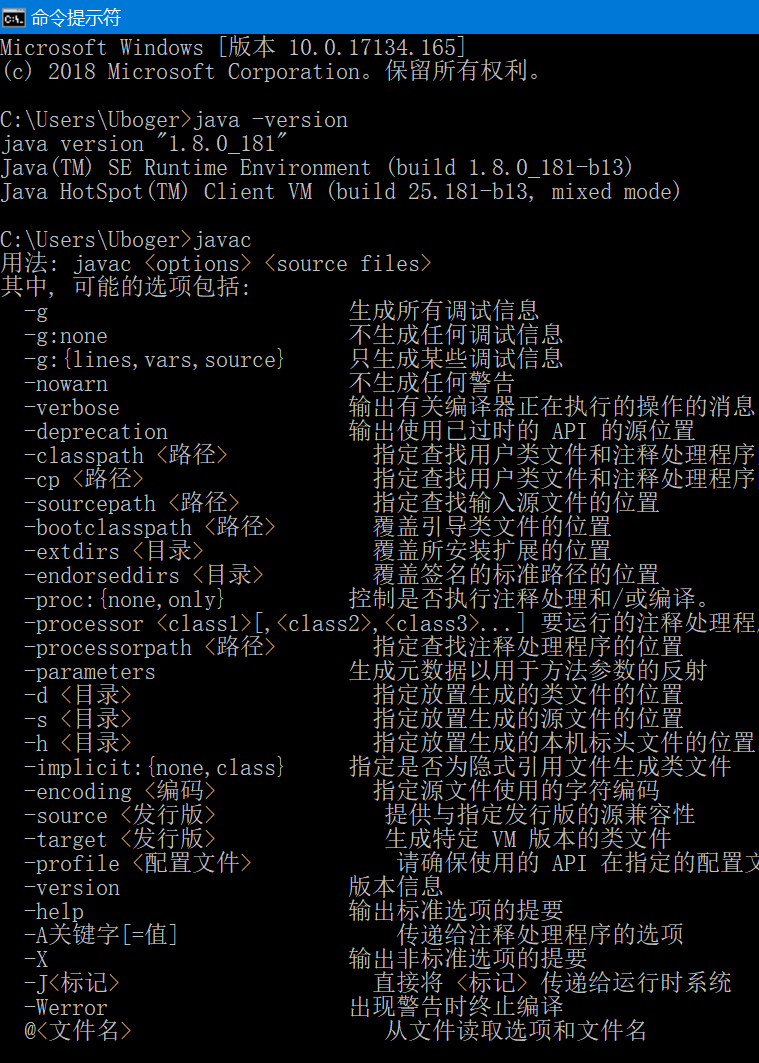 命令提示符
Microsoft Windows [版本 10.0.17134.165]
(c) 2018 Microsoft Corporation。保留所有权利。
C:\Users\Uboger>java -version
java version "1.8.0_181"
Java(TM) SE Runtime Environment (build 1.8.0_181-b13)
Java HotSpot(TM) Client VM (build 25.181-b13, mixed mode)
C:\Users\Uboger>javac
用法: javac <options> <source files>
其中, 可能的选项包括:
-g 生成所有调试信息
-g:none 不生成任何调试信息
-g:{lines,vars,source} 只生成某些调试信息
-nowarn 不生成任何警告
-verbose 输出有关编译器正在执行的操作的消息
-deprecation 输出使用已过时的 API 的源位置
-classpath <路径> 指定查找用户类文件和注释处理程序
-cp <路径> 指定查找用户类文件和注释处理程序
-sourcepath <路径> 指定查找输入源文件的位置
-bootclasspath <路径> 覆盖引导类文件的位置
-extdirs <目录> 覆盖所安装扩展的位置
-endorseddirs <目录> 覆盖签名的标准路径的位置
-proc:{none,only} 控制是否执行注释处理和/或编译。
-processor <class1>[,<class2>,<class3>...] 要运行的注释处理程
-processorpath <路径> 指定查找注释处理程序的位置
-parameters 生成元数据以用于方法参数的反射
-d <目录> 指定放置生成的类文件的位置
-s <目录> 指定放置生成的源文件的位置
-h <目录> 指定放置生成的本机标头文件的位置
-implicit:{none,class} 指定是否为隐式引用文件生成类文件
-encoding <编码> 指定源文件使用的字符编码
-source <发行版> 提供与指定发行版的源兼容性
-target <发行版> 生成特定 VM 版本的类文件
-profile <配置文件> 请确保使用的 API 在指定的配置文
-version 版本信息
-help 输出标准选项的提要
-A关键字[=值] 传递给注释处理程序的选项
-X 输出非标准选项的提要
-J<标记> 直接将 <标记> 传递给运行时系统
-Werror 出现警告时终止编译
@<文件名> 从文件读取选项和文件名